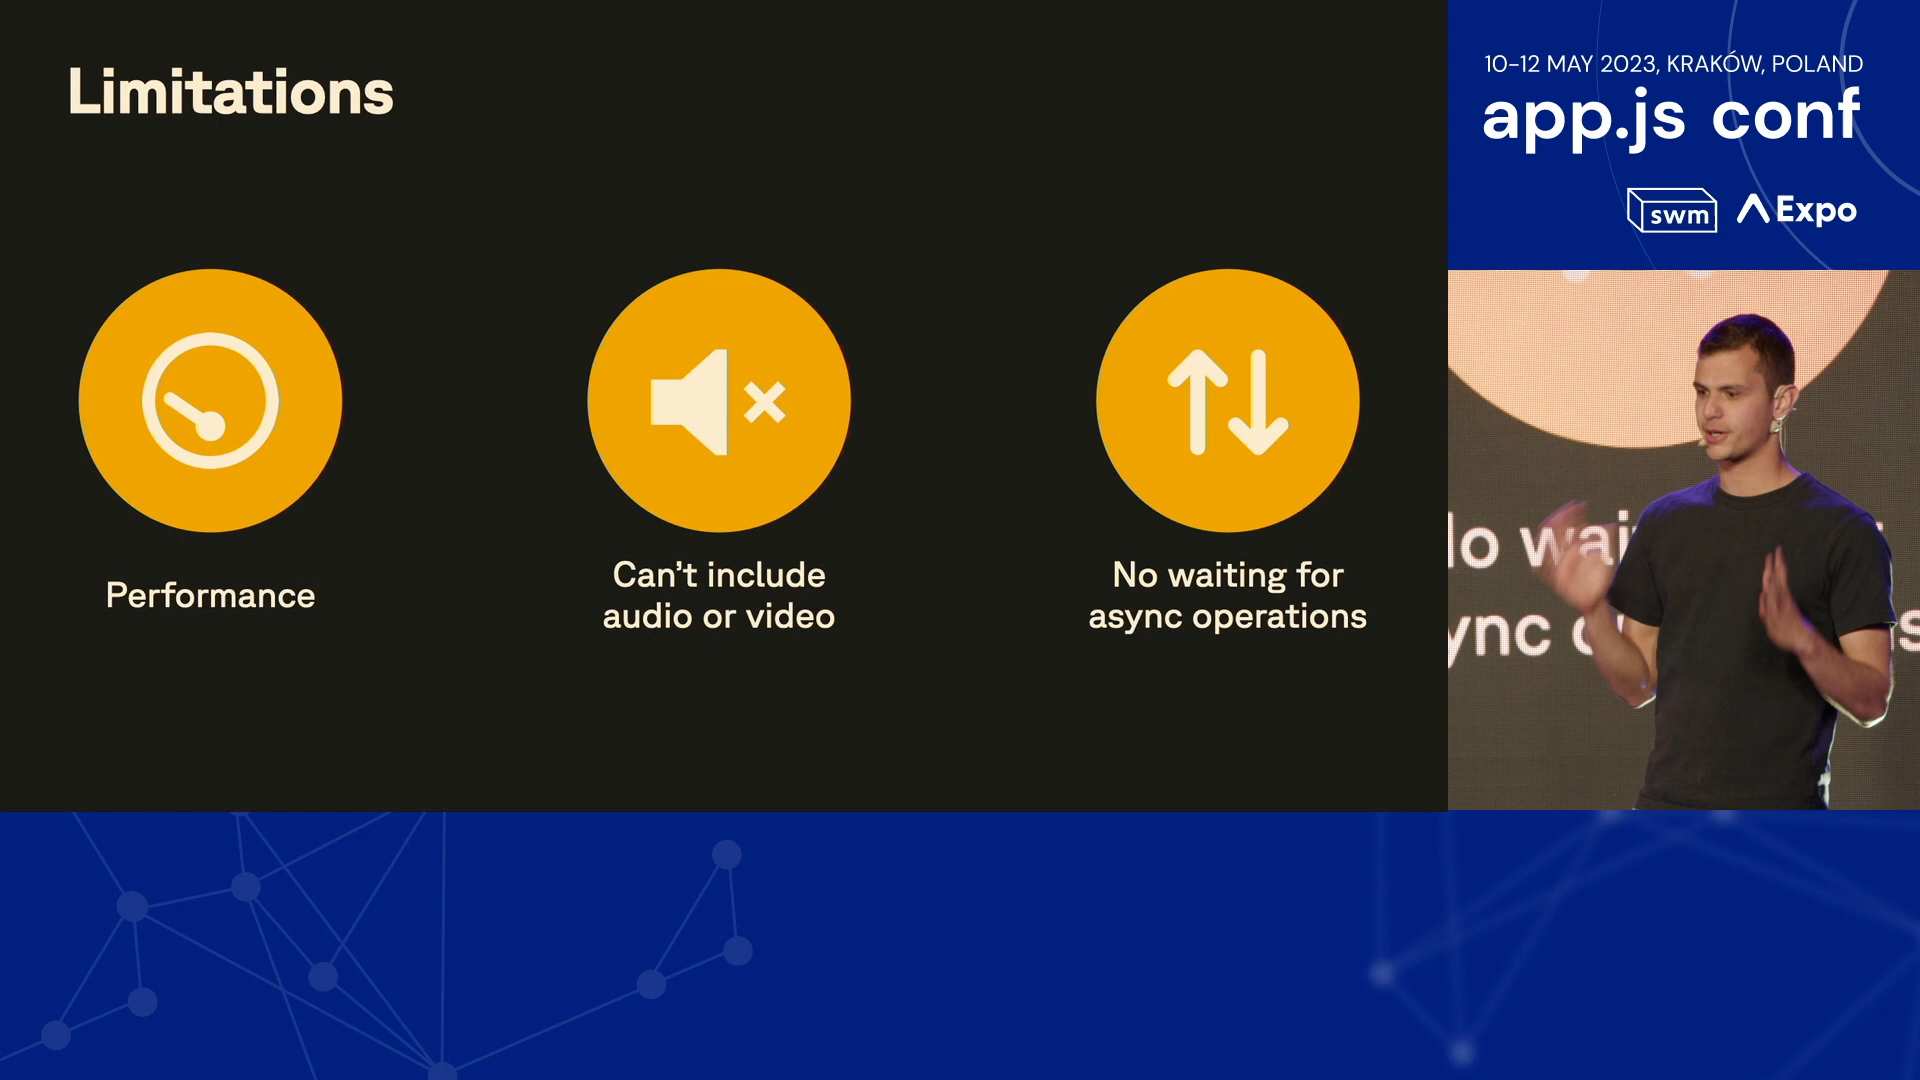 Limitations
Performance
Can't include
audio or video
No waiting for
async operations
10–12 MAY 2023, KRAKÓW, POLAND
app.js conf
swm
Expo